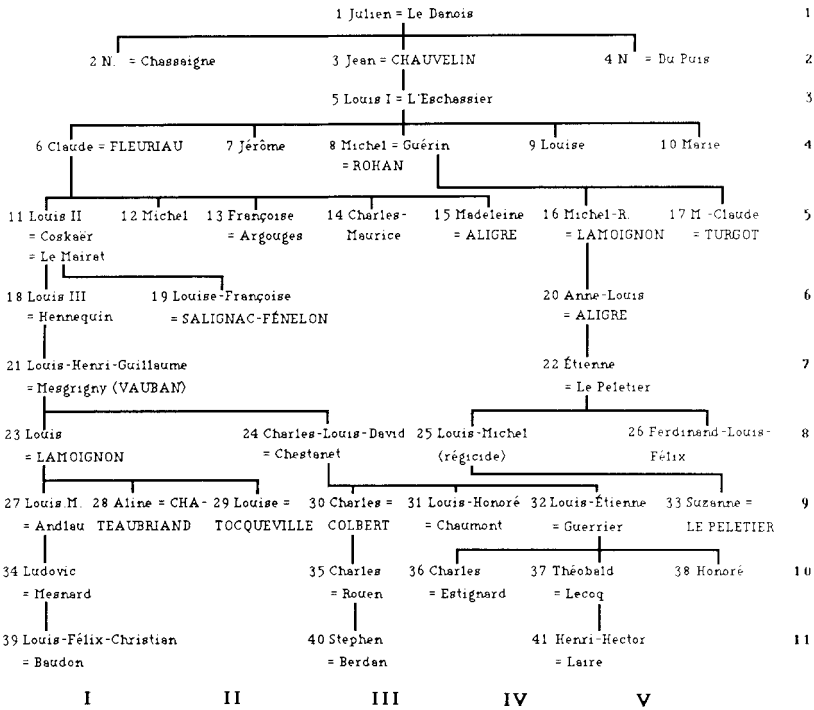 1 Julien = Le Danois 1
2 N. = Chassaigne 3 Jean = CHAUVELIN 4 N = Du Puis 2
5 Louis I = L'Eschassier 3
6 Claude = FLEURIAU 7 Jérôme 8 Michel = Guérin 9 Louise 10 Marie 4
= ROHAN
11 Louis II 12 Michel 13 Françoise 14 Charles- 15 Madeleine 16 Michel-R. 17 M-Claude 5
= Coskaër = Argouges Maurice = ALIGRE = LAMOIGNON = TURGOT
= Le Mairat
18 Louis III 19 Louise-Françoise 20 Anne-Louis 6
= Hennequin = SALIGNAC-FÉNELON = ALIGRE
21 Louis-Henri-Guillaume 22 Étienne 7
= Mesgrigny (VAUBAN) = Le Peletier
23 Louis 24 Charles-Louis-David 25 Louis-Michel 26 Ferdinand-Louis- 8
= LAMOIGNON = Chestanet (régicide) Félix
27 Louis.M. 28 Aline = CHA- 29 Louise = 30 Charles = 31 Louis-Honoré 32 Louis-Étienne 33 Suzanne = 9
= Andlau TEAUBRIAND TOCQUEVILLE COLBERT = Chaumont = Guerrier LE PELETIER
34 Ludovic 35 Charles 36 Charles 37 Théobald 38 Honoré 10
= Mesnard = Rouen = Estignard = Lecoq
39 Louis-Félix-Christian 40 Stephen 41 Henri-Hector 11
= Baudon = Berdan = Laire
I II III IV V